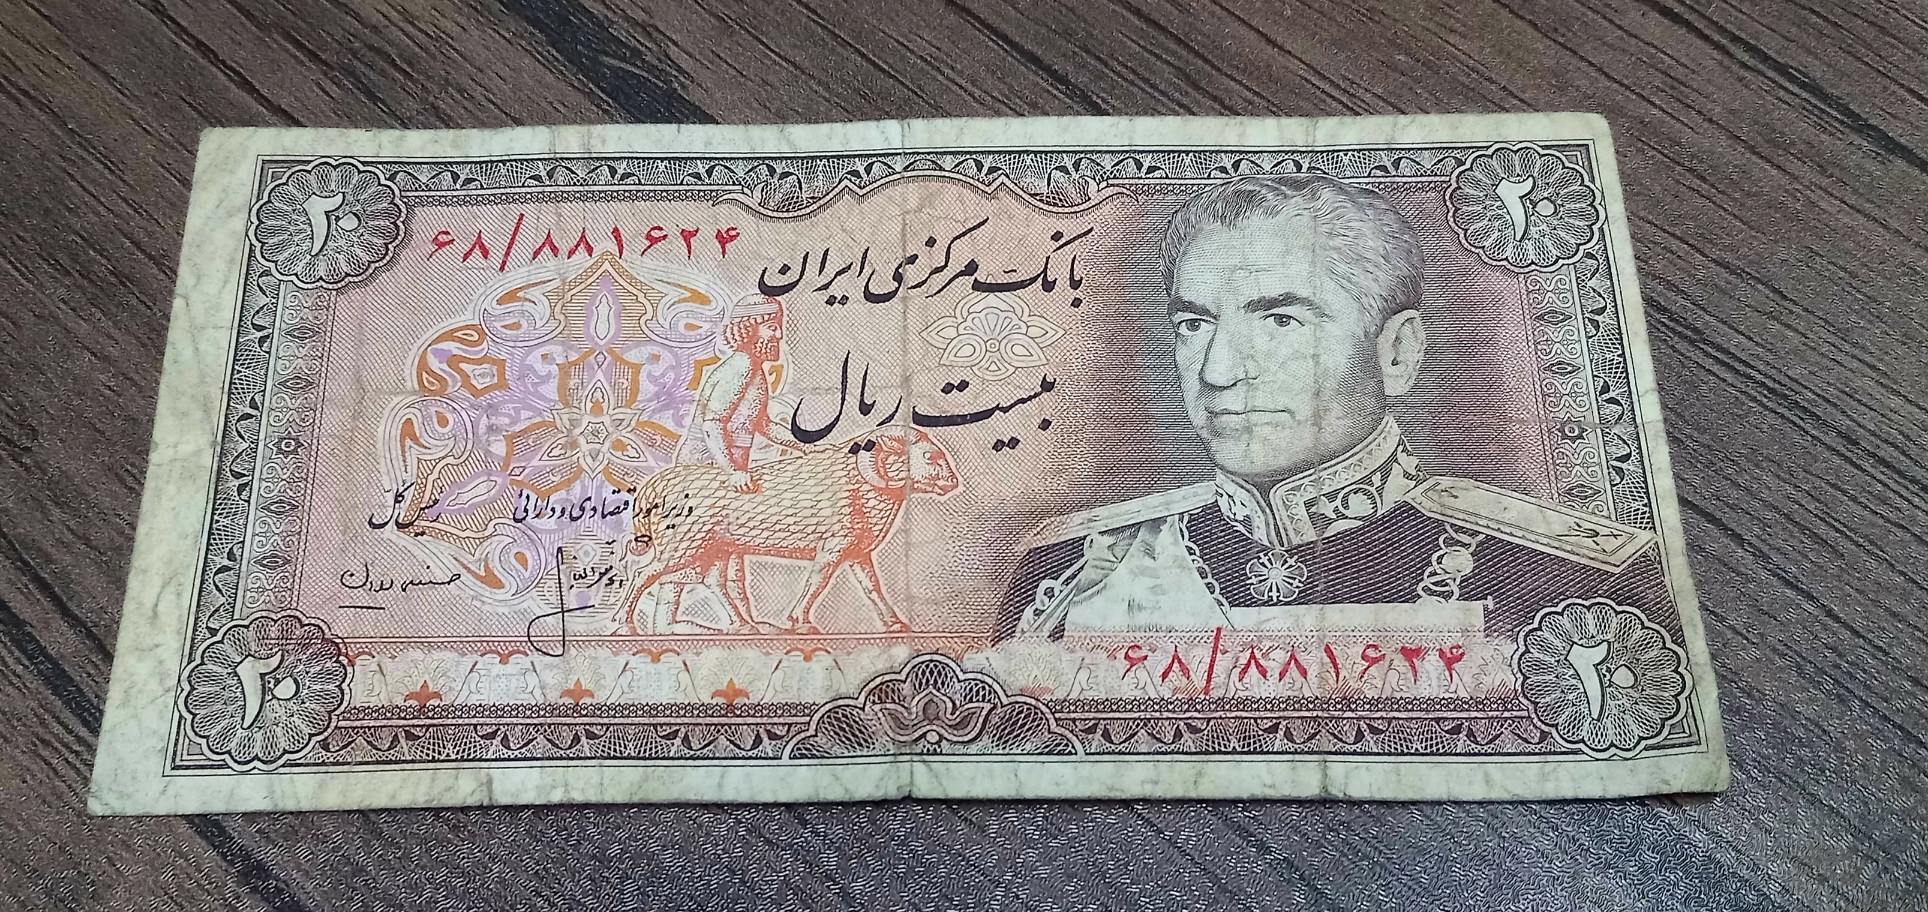 ۲۰
۲۰
۶۸/۸۸۱۶۲۴
بانک مرکزی ایران
بیست ریال
وزیر امور اقتصادی و دارائی
رئیس کل
۶۸/۸۸۱۶۲۴
۲۰
۲۰